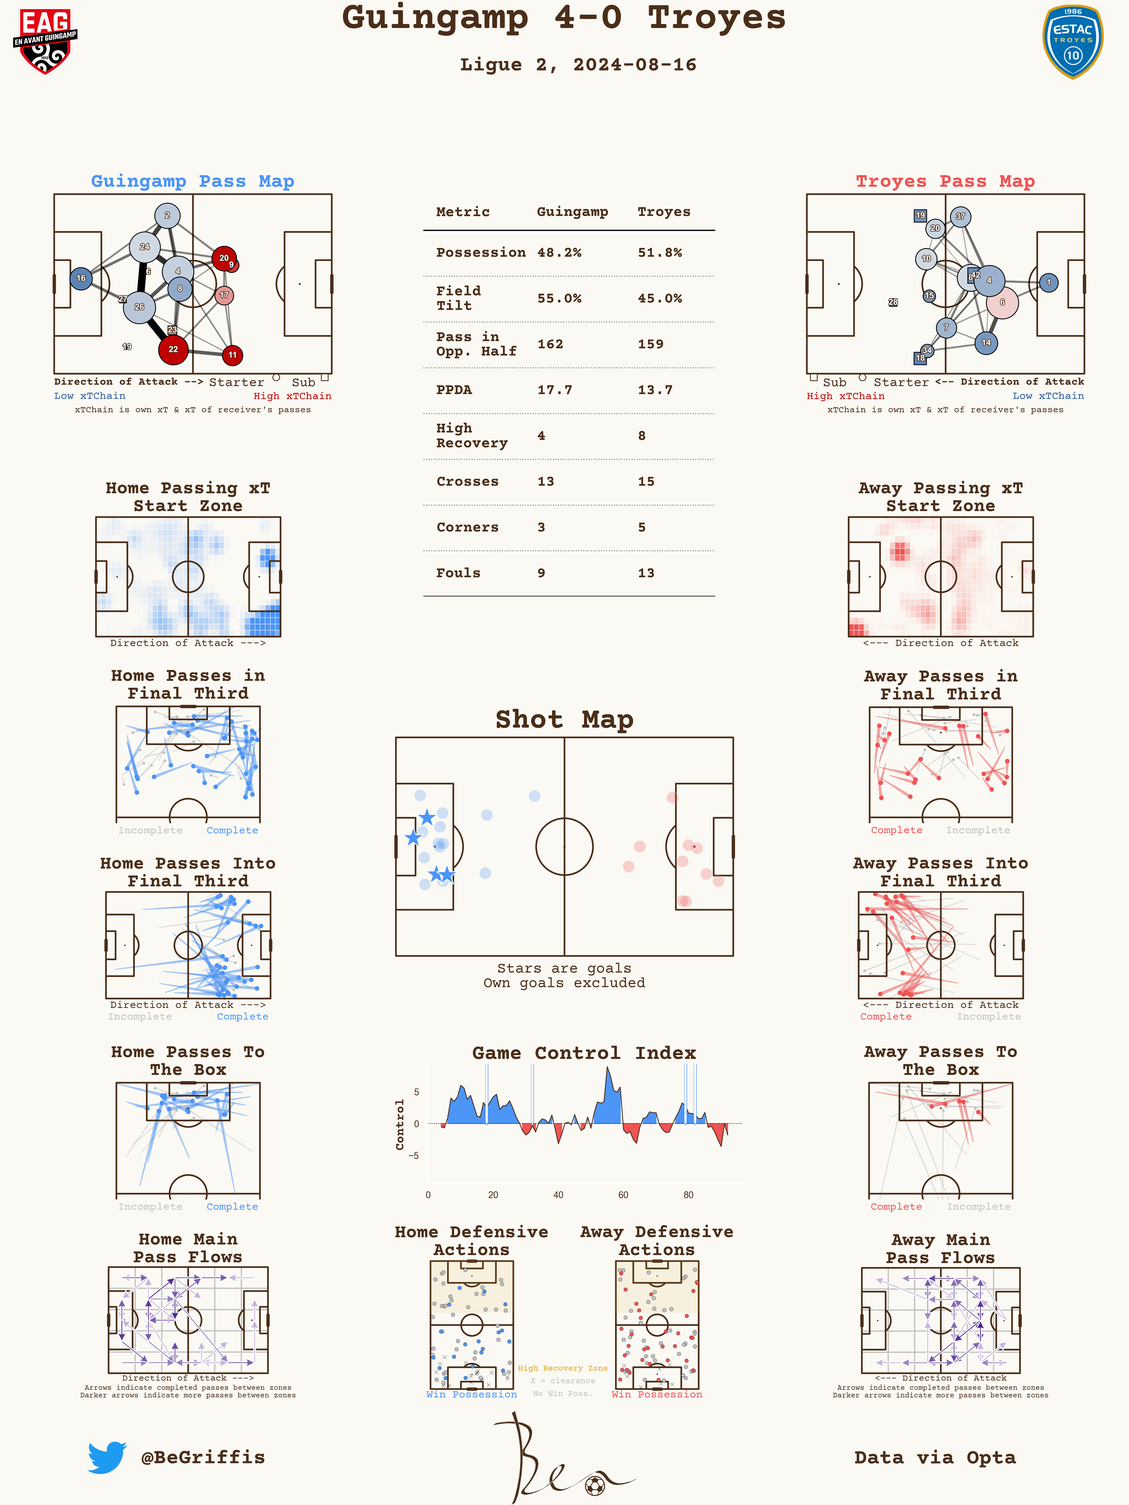 Guingamp 4-0 Troyes
Ligue 2, 2024-08-16
EAG
EN AVANT GUINGAMP
1986
ESTAC
TROYES
10
Guingamp Pass Map
2
24
16
6
4
8
20
9
17
27
26
23
19
22
11
Direction of Attack --> Starter Sub
Low xTChain High xTChain
xTChain is own xT & xT of receiver's passes
Metric Guingamp Troyes
Possession 48.2% 51.8%
Field
Tilt 55.0% 45.0%
Pass in
Opp. Half 162 159
PPDA 17.7 13.7
High
Recovery 4 8
Crosses 13 15
Corners 3 5
Fouls 9 13
Troyes Pass Map
19
37
20
10
4
1
15
28
6
7
14
18
Sub Starter <-- Direction of Attack
High xTChain Low xTChain
xTChain is own xT & xT of receiver's passes
Home Passing xT
Start Zone
Direction of Attack --->
Away Passing xT
Start Zone
<--- Direction of Attack
Home Passes in
Final Third
Incomplete Complete
Away Passes in
Final Third
Complete Incomplete
Shot Map
Stars are goals
Own goals excluded
Home Passes Into
Final Third
Direction of Attack --->
Incomplete Complete
Away Passes Into
Final Third
<--- Direction of Attack
Complete Incomplete
Home Passes To
The Box
Incomplete Complete
Game Control Index
Control
5
0
−5
0 20 40 60 80
Away Passes To
The Box
Complete Incomplete
Home Main
Pass Flows
Direction of Attack --->
Arrows indicate completed passes between zones
Darker arrows indicate more passes between zones
Home Defensive
Actions
Win Possession
Away Defensive
Actions
Win Possession
High Recovery Zone
X = clearance
No Win Poss.
Away Main
Pass Flows
<--- Direction of Attack
Arrows indicate completed passes between zones
Darker arrows indicate more passes between zones
@BeGriffis
Data via Opta